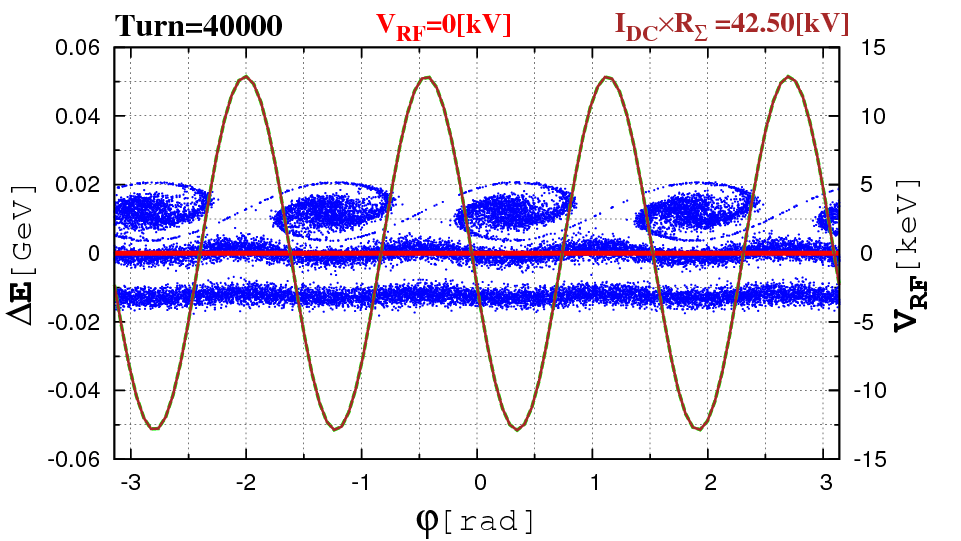 Turn=40000 V_RF=0[kV] I_DC×R_Σ =42.50[kV]
0.06 15
0.04 10
0.02 5
0 0
-0.02 -5
-0.04 -10
-0.06 -15
ΔE[GeV]
V_RF[keV]
-3 -2 -1 0 1 2 3
φ[rad]